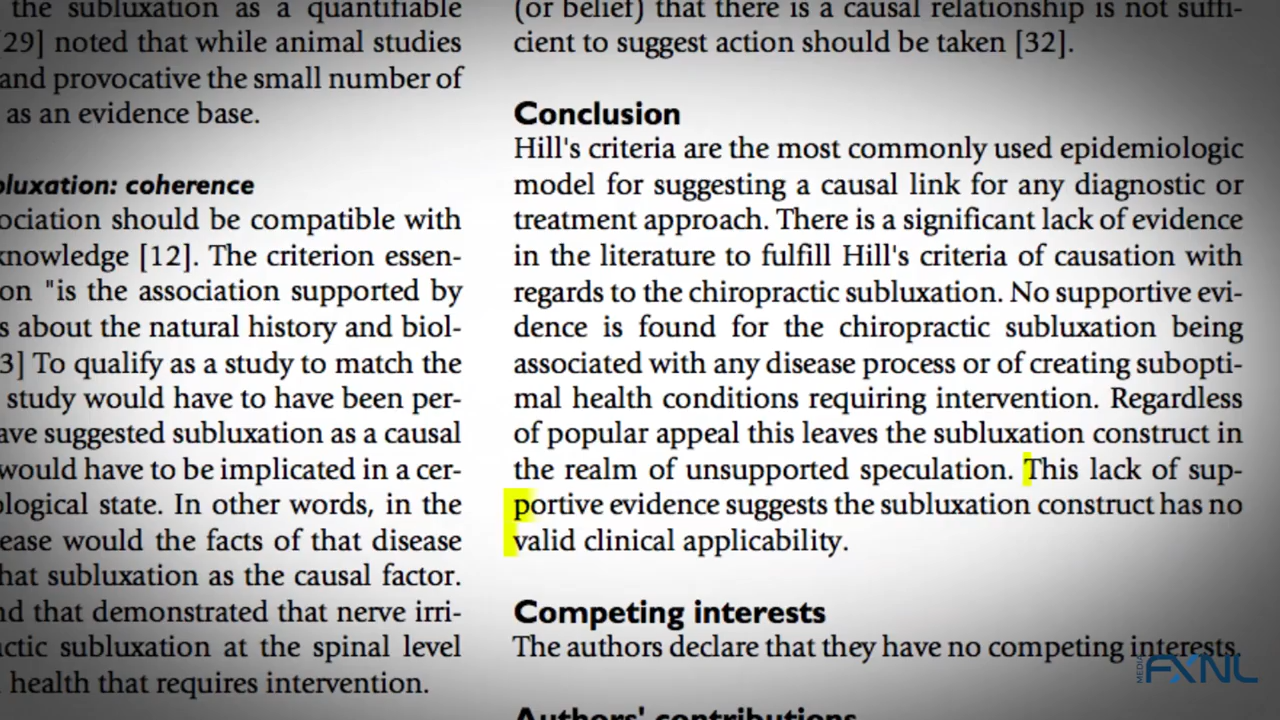 the subluxation as a quantifiable
[29] noted that while animal studies
and provocative the small number of
as an evidence base.
bluxation: coherence
ociation should be compatible with
knowledge [12]. The criterion essen-
on "is the association supported by
s about the natural history and biol-
3] To qualify as a study to match the
study would have to have been per-
ave suggested subluxation as a causal
would have to be implicated in a cer-
ological state. In other words, in the
ease would the facts of that disease
hat subluxation as the causal factor.
nd that demonstrated that nerve irri-
actic subluxation at the spinal level
health that requires intervention.
(or belief) that there is a causal relationship is not suffi-
cient to suggest action should be taken [32].
Conclusion
Hill's criteria are the most commonly used epidemiologic
model for suggesting a causal link for any diagnostic or
treatment approach. There is a significant lack of evidence
in the literature to fulfill Hill's criteria of causation with
regards to the chiropractic subluxation. No supportive evi-
dence is found for the chiropractic subluxation being
associated with any disease process or of creating subopti-
mal health conditions requiring intervention. Regardless
of popular appeal this leaves the subluxation construct in
the realm of unsupported speculation. This lack of sup-
portive evidence suggests the subluxation construct has no
valid clinical applicability.
Competing interests
The authors declare that they have no competing interests.
Authors' contributions
MEDIA FXNL